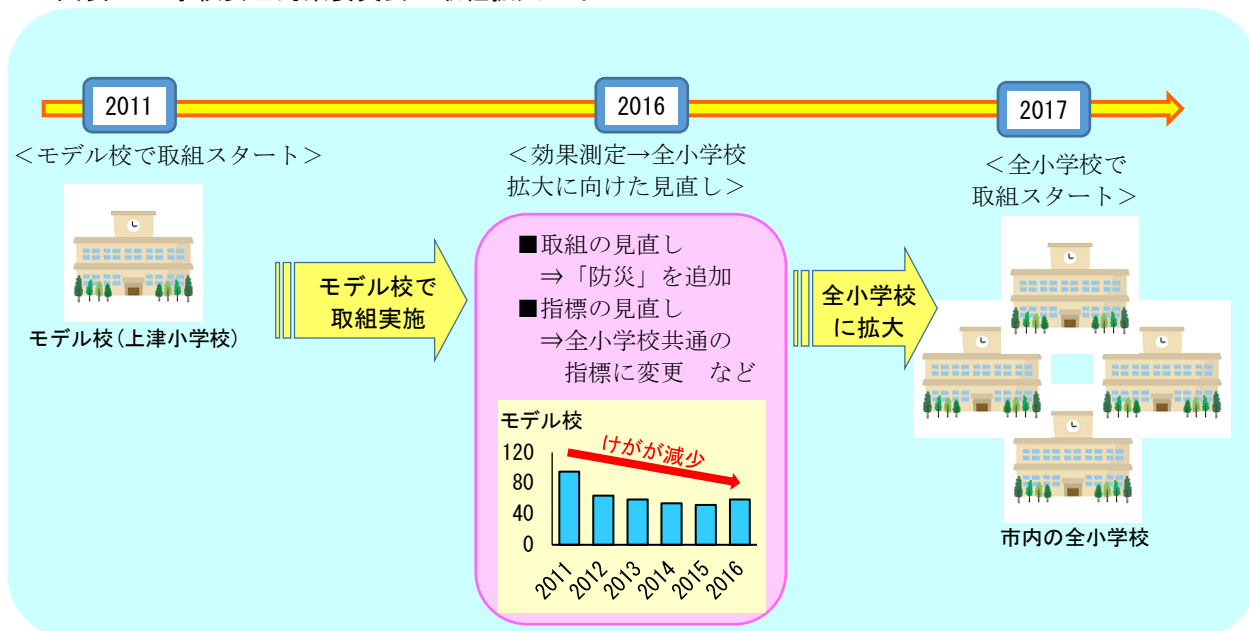 2011
2016
2017
＜モデル校で取組スタート＞
＜効果測定→全小学校
拡大に向けた見直し＞
＜全小学校で
取組スタート＞
モデル校（上津小学校）
モデル校で
取組実施
■取組の見直し
⇒「防災」を追加
■指標の見直し
⇒全小学校共通の
指標に変更　など
モデル校
けがが減少
120
80
40
0
2011
2012
2013
2014
2015
2016
全小学校
に拡大
市内の全小学校